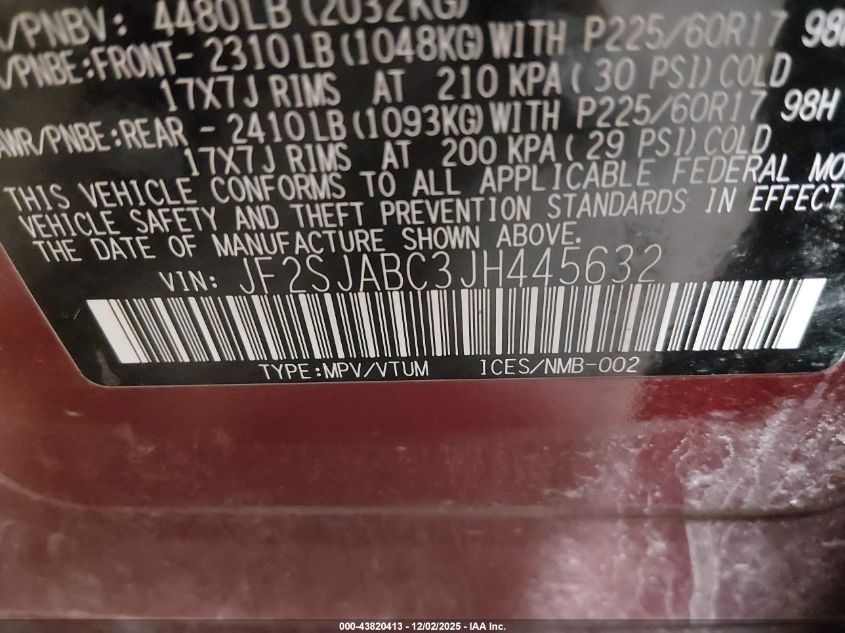 /PNBV: 4480LB (2032KG)
/PNBE:FRONT- 2310LB(1048KG)WITH P225/60R17 98H
17X7J RIMS AT 210 KPA( 30 PSI)COLD
AWR/PNBE:REAR - 2410LB(1093KG)WITH P225/60R17 98H
17X7J RIMS AT 200 KPA( 29 PSI)COLD
THIS VEHICLE CONFORMS TO ALL APPLICABLE FEDERAL MO
VEHICLE SAFETY AND THEFT PREVENTION STANDARDS IN EFFECT
THE DATE OF MANUFACTURE SHOWN ABOVE.
VIN: JF2SJABC3JH445632
TYPE:MPV/VTUM ICES/NMB-002
000-43820413 - 12/02/2025 - IAA Inc.